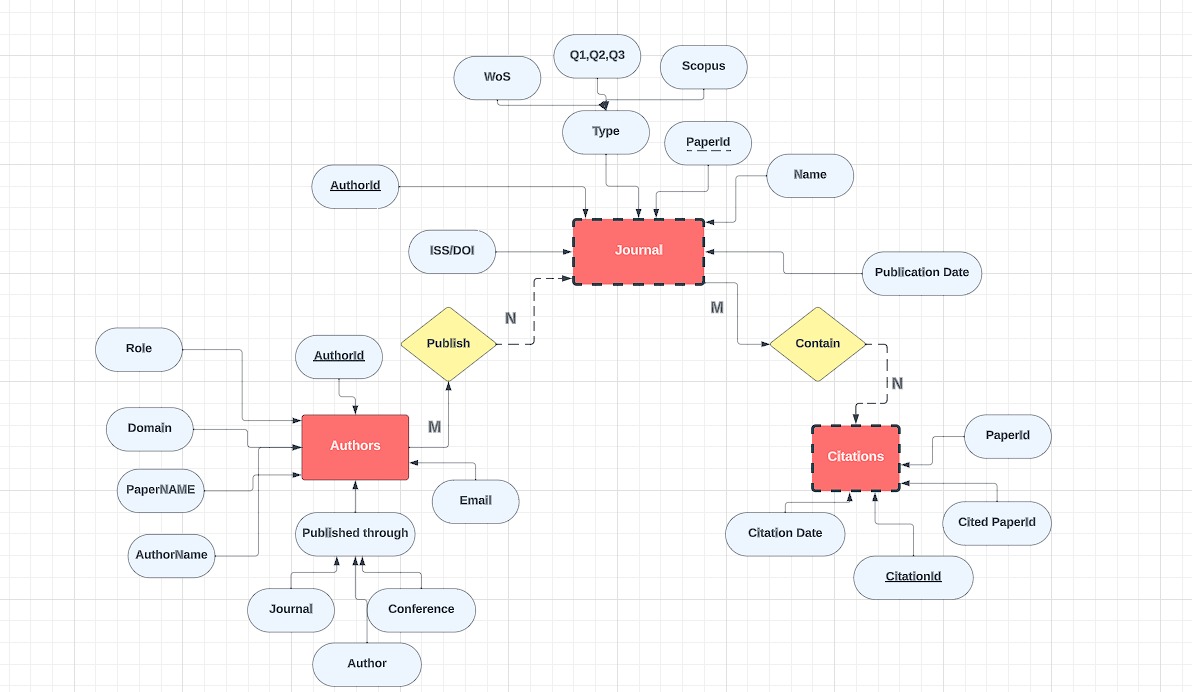 Q1,Q2,Q3
WoS
Scopus
Type
PaperId
Name
AuthorId
Journal
ISS/DOI
Publication Date
M
N
Publish
Contain
Role
AuthorId
N
Domain
M
Authors
PaperId
Citations
PaperNAME
Email
Cited PaperId
Published through
Citation Date
AuthorName
CitationId
Journal
Conference
Author